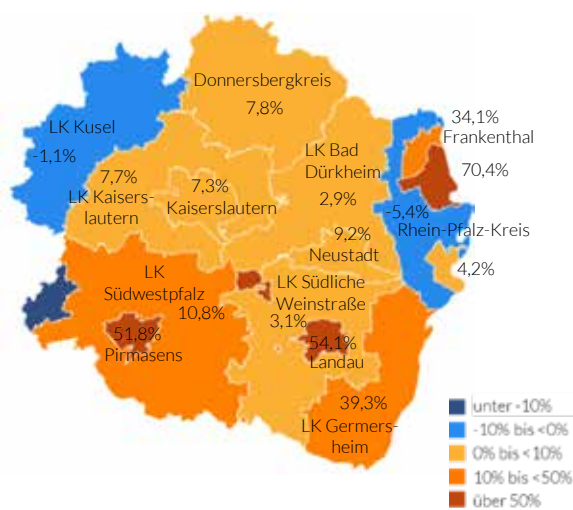 Donnersbergkreis
7,8%
LK Kusel
-1,1%
34,1%
Frankenthal
70,4%
LK Bad
Dürkheim
2,9%
7,7%
LK Kaisers-
lautern
7,3%
Kaiserslautern
-5,4%
Rhein-Pfalz-Kreis
9,2%
Neustadt
4,2%
LK
Südwestpfalz
10,8%
LK Südliche
Weinstraße
3,1%
51,8%
Pirmasens
54,1%
Landau
39,3%
LK Germers-
heim
unter -10%
-10% bis <0%
0% bis <10%
10% bis <50%
über 50%